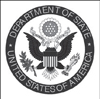 DEPARTMENT OF STATE
UNITED STATES OF AMERICA